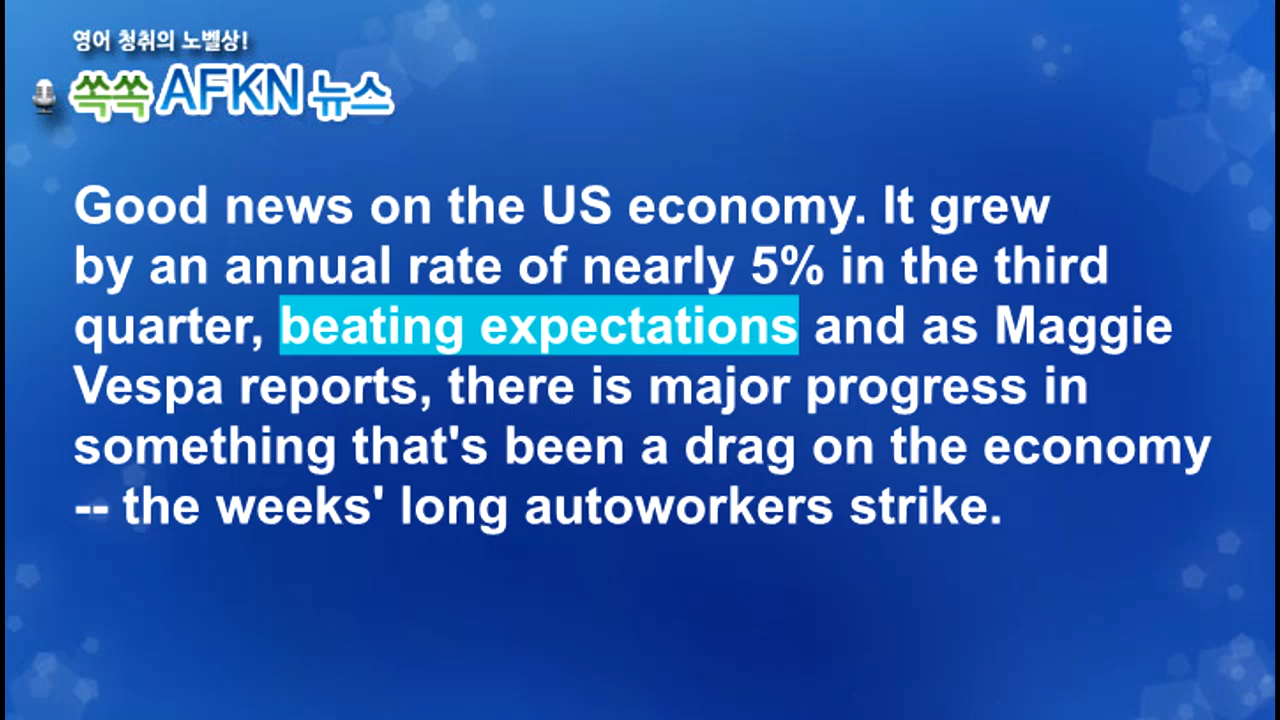 영어 청취의 노벨상!
쏙쏙 AFKN 뉴스
Good news on the US economy. It grew
by an annual rate of nearly 5% in the third
quarter, beating expectations and as Maggie
Vespa reports, there is major progress in
something that's been a drag on the economy
-- the weeks' long autoworkers strike.